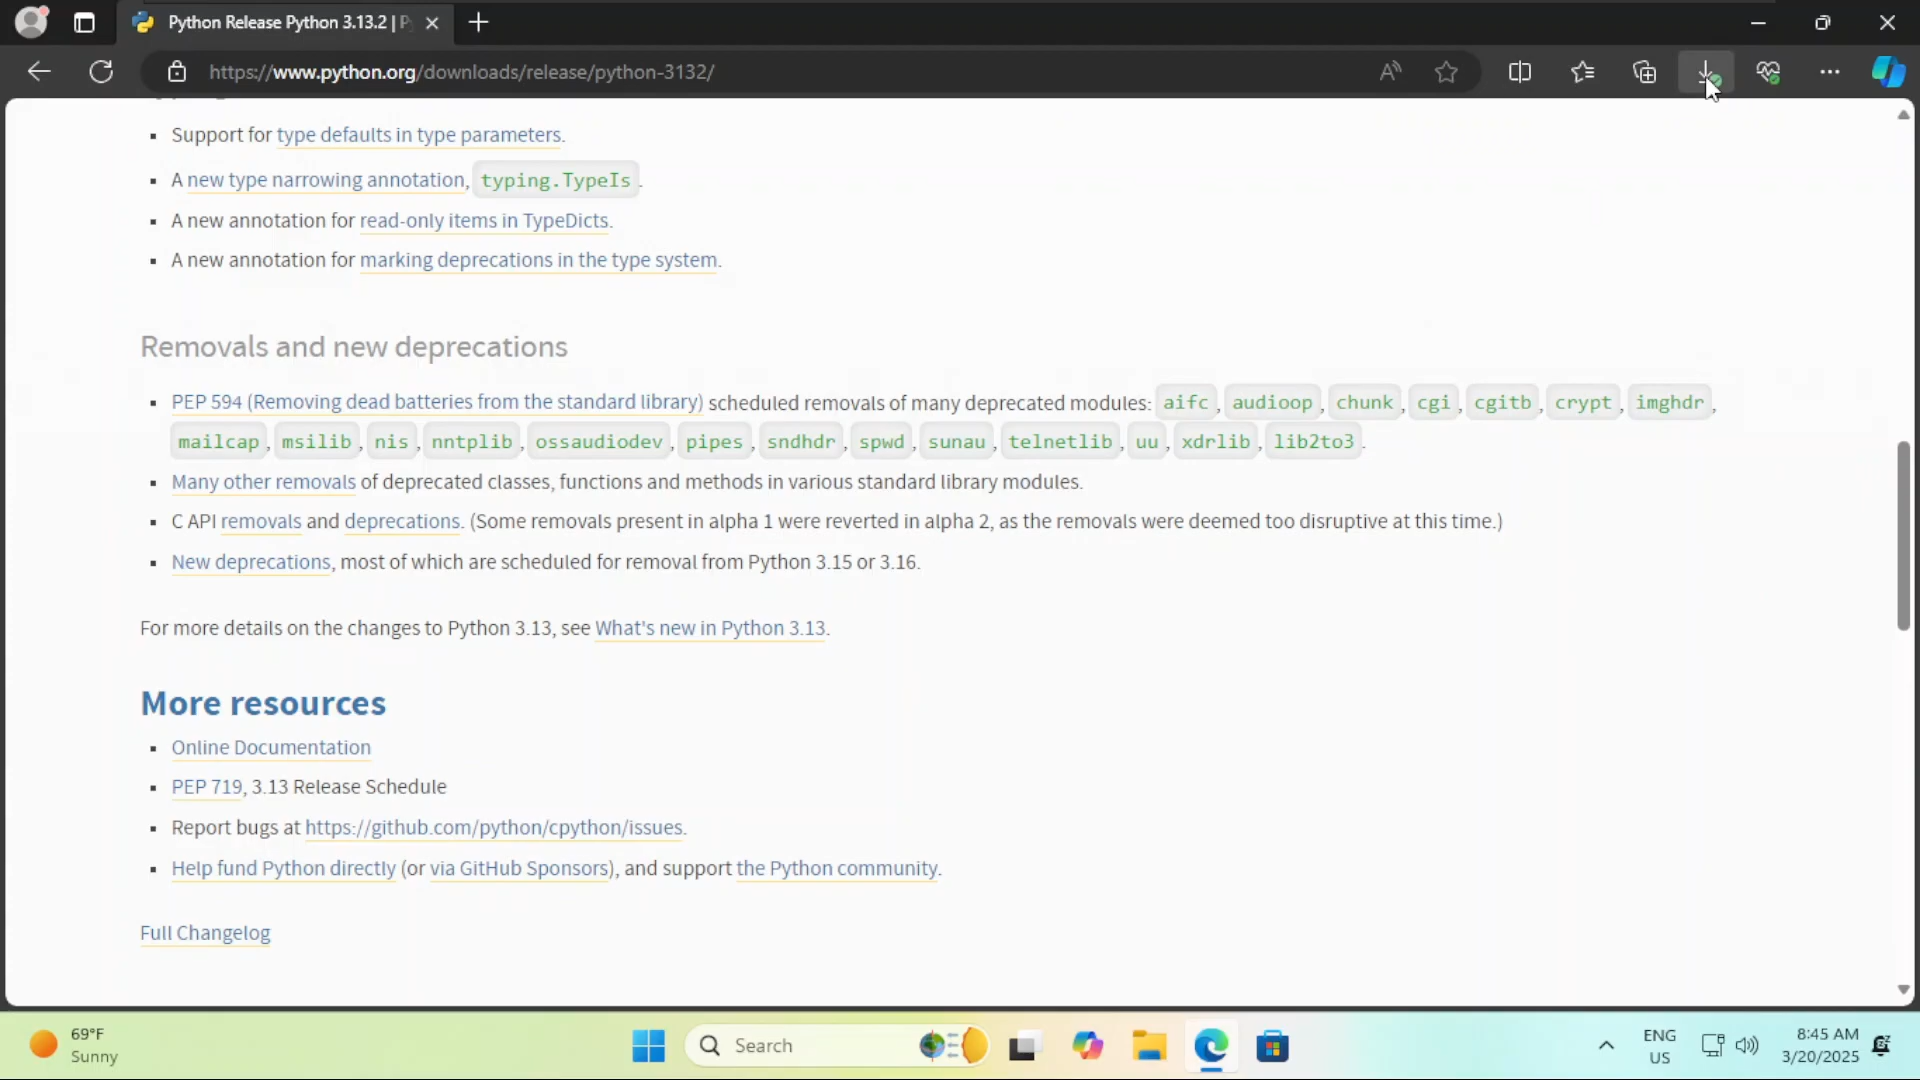 Python Release Python 3.13.2 | P
https://www.python.org/downloads/release/python-3132/
Support for type defaults in type parameters.
A new type narrowing annotation, typing.TypeIs.
A new annotation for read-only items in TypeDicts.
A new annotation for marking deprecations in the type system.
Removals and new deprecations
PEP 594 (Removing dead batteries from the standard library) scheduled removals of many deprecated modules: aifc, audioop, chunk, cgi, cgitb, crypt, imghdr,
mailcap, msilib, nis, nntplib, ossaudiodev, pipes, sndhdr, spwd, sunau, telnetlib, uu, xdrlib, lib2to3.
Many other removals of deprecated classes, functions and methods in various standard library modules.
C API removals and deprecations. (Some removals present in alpha 1 were reverted in alpha 2, as the removals were deemed too disruptive at this time.)
New deprecations, most of which are scheduled for removal from Python 3.15 or 3.16.
For more details on the changes to Python 3.13, see What's new in Python 3.13.
More resources
Online Documentation
PEP 719, 3.13 Release Schedule
Report bugs at https://github.com/python/cpython/issues.
Help fund Python directly (or via GitHub Sponsors), and support the Python community.
Full Changelog
69°F
Sunny
Search
ENG
US
8:45 AM
3/20/2025